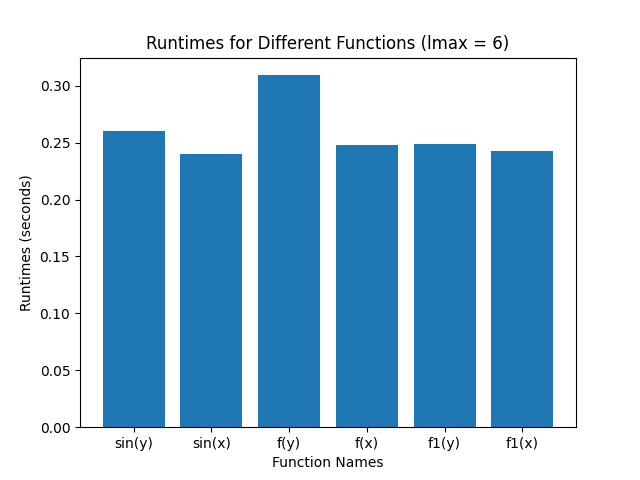 Runtimes for Different Functions (lmax = 6)
Runtimes (seconds)
0.30
0.25
0.20
0.15
0.10
0.05
0.00
sin(y) sin(x) f(y) f(x) f1(y) f1(x)
Function Names